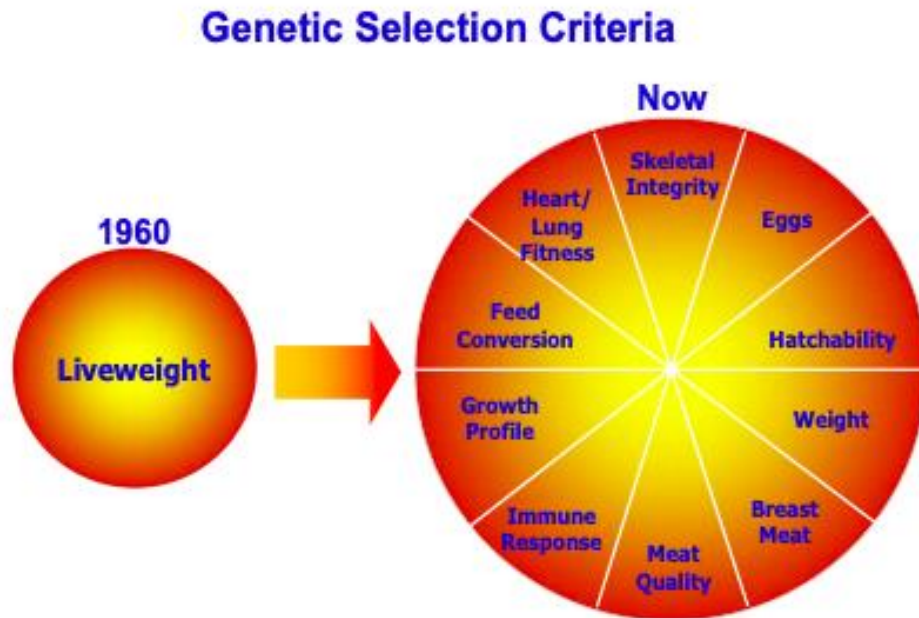 Genetic Selection Criteria
Now
1960
Liveweight
Skeletal
Integrity
Eggs
Hatchability
Weight
Breast
Meat
Meat
Quality
Immune
Response
Growth
Profile
Feed
Conversion
Heart/
Lung
Fitness